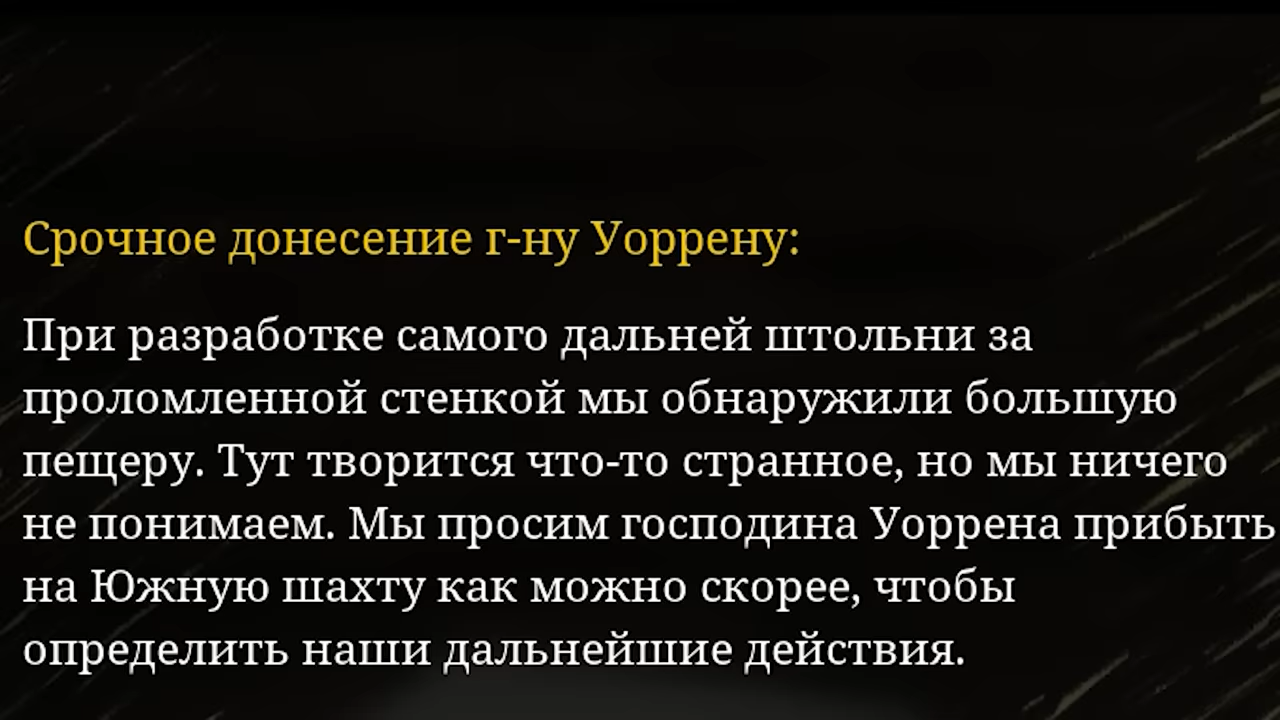 Срочное донесение г-ну Уоррену:
При разработке самого дальней штольни за
проломленной стенкой мы обнаружили большую
пещеру. Тут творится что-то странное, но мы ничего
не понимаем. Мы просим господина Уоррена прибыть
на Южную шахту как можно скорее, чтобы
определить наши дальнейшие действия.